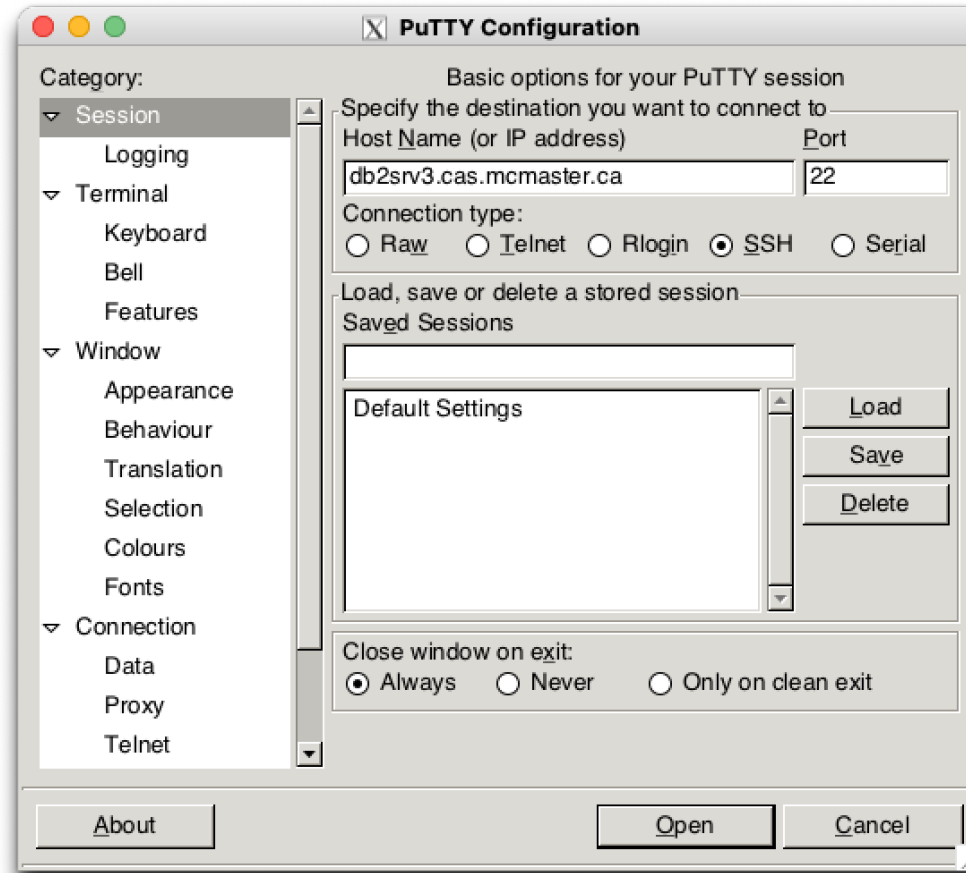 PuTTY Configuration
Category:
Session
Logging
Terminal
Keyboard
Bell
Features
Window
Appearance
Behaviour
Translation
Selection
Colours
Fonts
Connection
Data
Proxy
Telnet
Basic options for your PuTTY session
Specify the destination you want to connect to
Host Name (or IP address) Port
db2srv3.cas.mcmaster.ca 22
Connection type:
Raw Telnet Rlogin SSH Serial
Load, save or delete a stored session
Saved Sessions
Default Settings
Load
Save
Delete
Close window on exit:
Always Never Only on clean exit
About Open Cancel